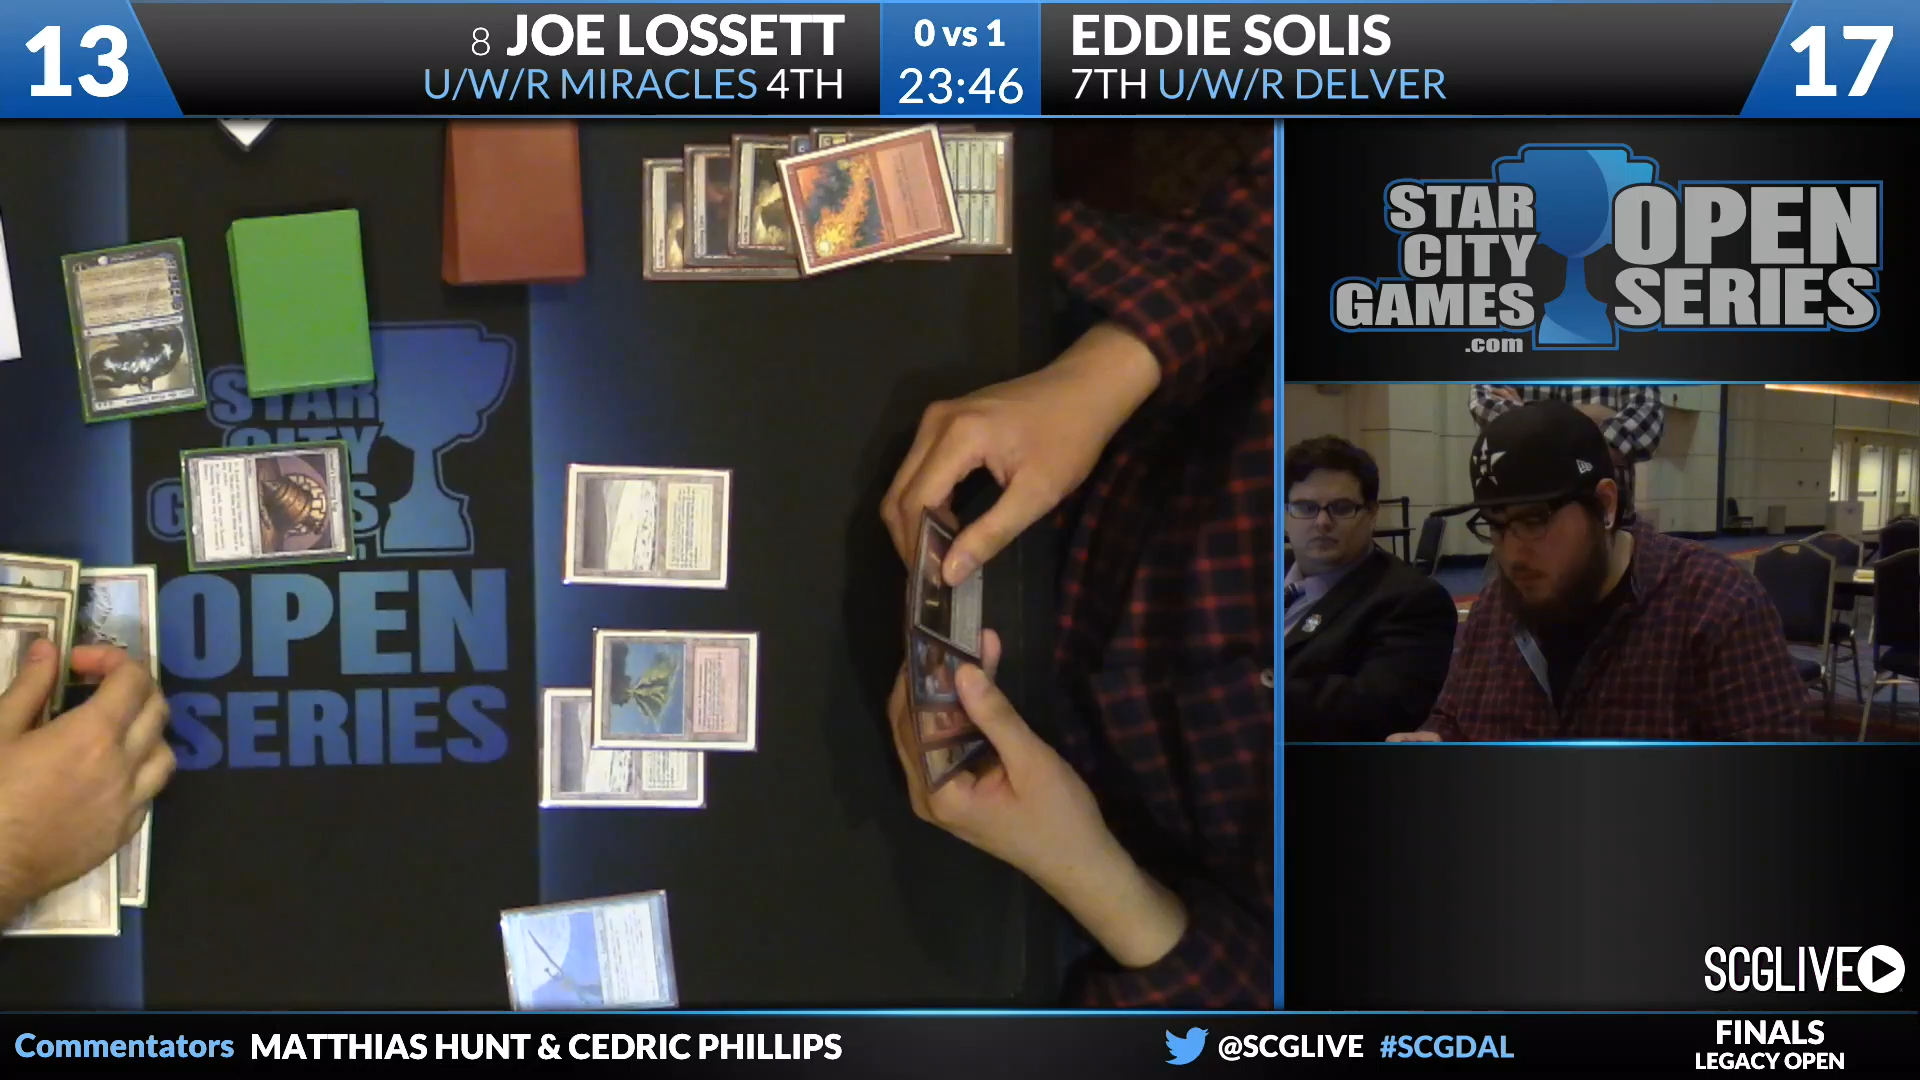 13
8 JOE LOSSETT
U/W/R MIRACLES 4TH
0 vs 1
23:46
EDDIE SOLIS
7TH U/W/R DELVER
17
STAR CITY GAMES .com
OPEN SERIES
STAR
CITY
OPEN
SERIES
SCGLIVE
Commentators MATTHIAS HUNT & CEDRIC PHILLIPS
@SCGLIVE #SCGDAL
FINALS
LEGACY OPEN